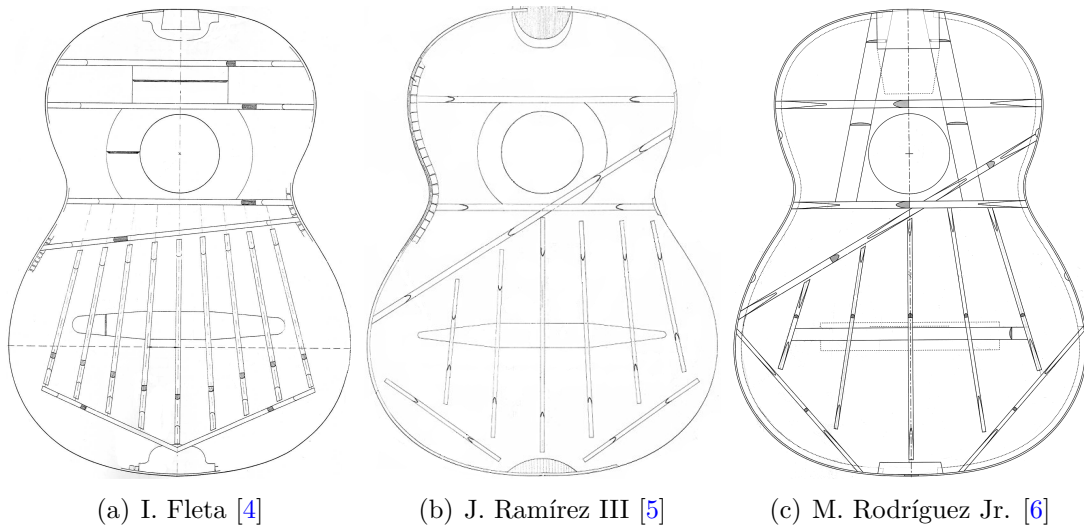 (a) I. Fleta [4]
(b) J. Ramírez III [5]
(c) M. Rodríguez Jr. [6]